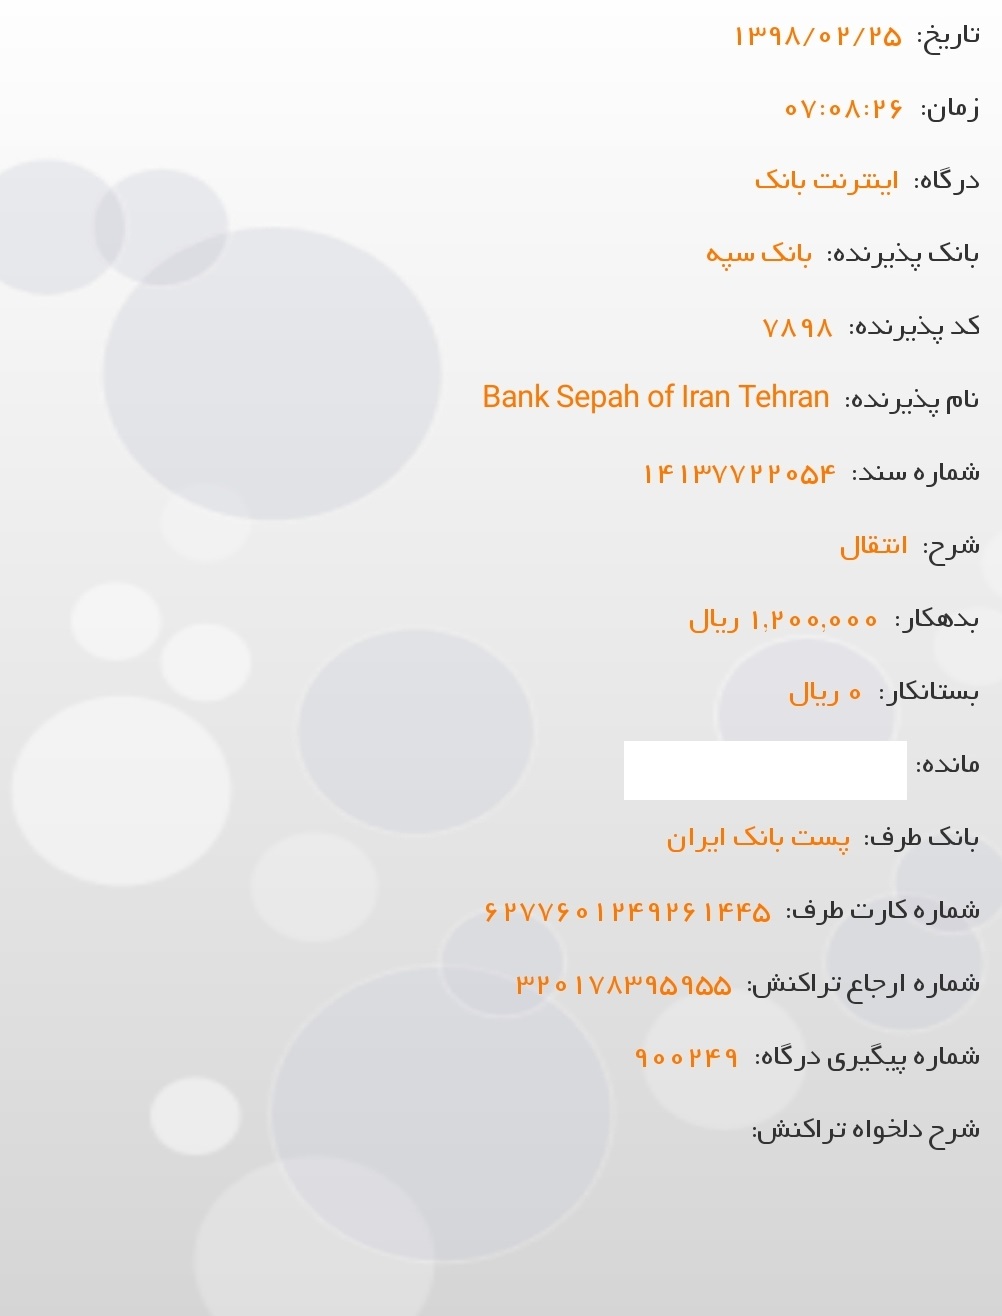 تاریخ: ۱۳۹۸/۰۲/۲۵
زمان: ۰۷:۰۸:۲۶
درگاه: اینترنت بانک
بانک پذیرنده: بانک سپه
کد پذیرنده: ۷۸۹۸
نام پذیرنده: Bank Sepah of Iran Tehran
شماره سند: ۱۴۱۳۷۷۲۲۰۵۴
شرح: انتقال
بدهکار: ۱,۲۰۰,۰۰۰ ریال
بستانکار: ۰ ریال
مانده:
بانک طرف: پست بانک ایران
شماره کارت طرف: ۶۲۷۷۶۰۱۲۴۹۲۶۱۴۴۵
شماره ارجاع تراکنش: ۳۲۰۱۷۸۳۹۵۹۵۵
شماره پیگیری درگاه: ۹۰۰۲۴۹
شرح دلخواه تراکنش: